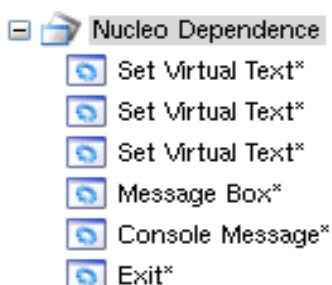 Nucleo Dependence
Set Virtual Text*
Set Virtual Text*
Set Virtual Text*
Message Box*
Console Message*
Exit*